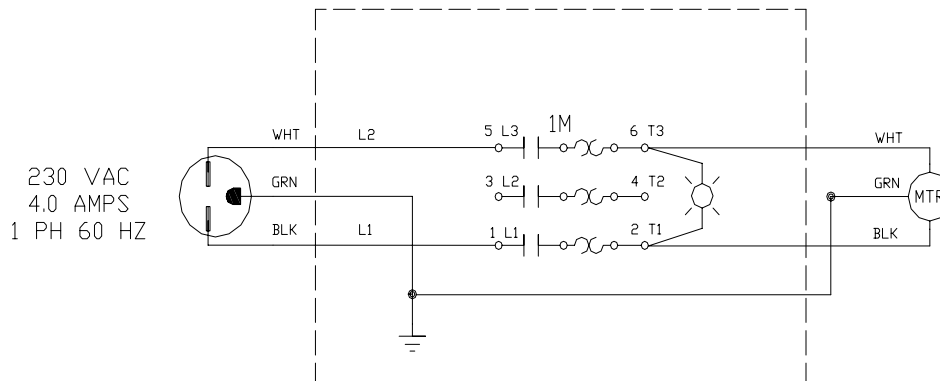 WHT L2 5 L3 1M 6 T3 WHT
230 VAC
4.0 AMPS
1 PH 60 HZ
GRN 3 L2 4 T2 GRN
MTR
BLK L1 1 L1 2 T1 BLK